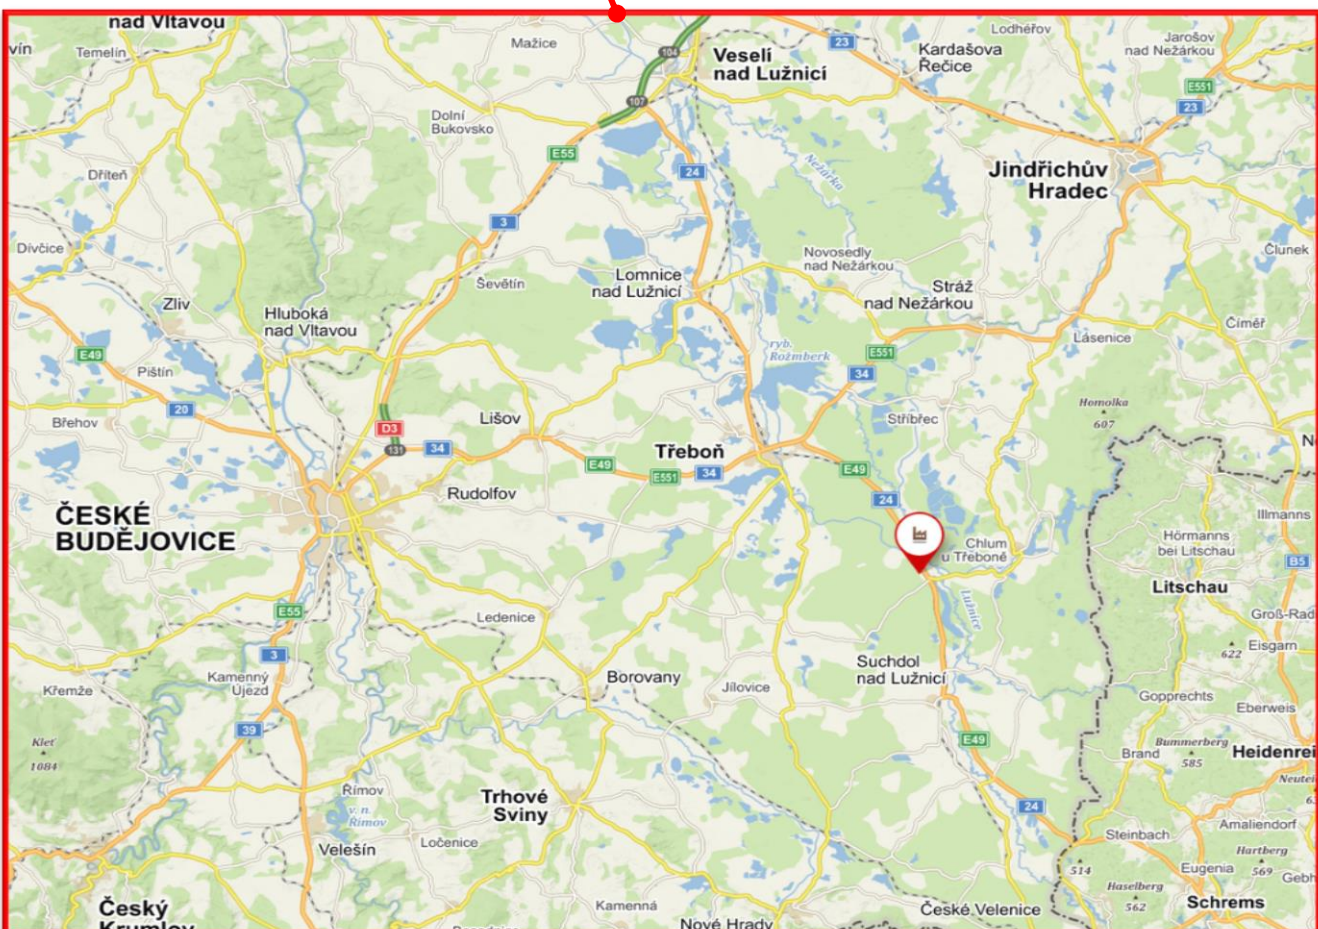 nad Vltavou
Temelín
Mažice
104
23
Lodhéřov
Jarošov
nad Nežárkou
vín
Veselí
nad Lužnicí
Kardašova
Řečice
E551
23
107
Dolní
Bukovsko
E55
24
Nežárka
Jindřichův
Hradec
Dříteň
3
Dívčice
Novosedly
nad Nežárkou
Člunek
Ševětín
Lomnice
nad Lužnicí
Stráž
nad Nežárkou
Zliv
Hluboká
nad Vltavou
Číměř
Lásenice
E49
ryb.
Rožmberk
E551
34
Pištín
20
Břehov
D3
131
34
Lišov
Stříbřec
Homolka
607
Třeboň
E49
E551
34
E49
24
Rudolfov
ČESKÉ
BUDĚJOVICE
Chlum
u Třeboně
Illmanns
Hörmanns
bei Litschau
B5
Litschau
E55
Ledenice
Lužnice
Groß-Rad
622
Eisgarn
3
Kamenný
Újezd
Křemže
Borovany
Jílovice
Suchdol
nad Lužnicí
Gopprechts
Eberweis
39
Kleť
1084
E49
Brand
Bummerberg
585
Heidenrei
Římov
v. n.
Římov
Trhové
Sviny
24
Steinbach
Amaliendorf
Velešín
Ločenice
Hartberg
569
514
Eugenia
Gebh
Haselberg
562
Schrems
Český
Krumlov
Kamenná
Nové Hrady
České Velenice